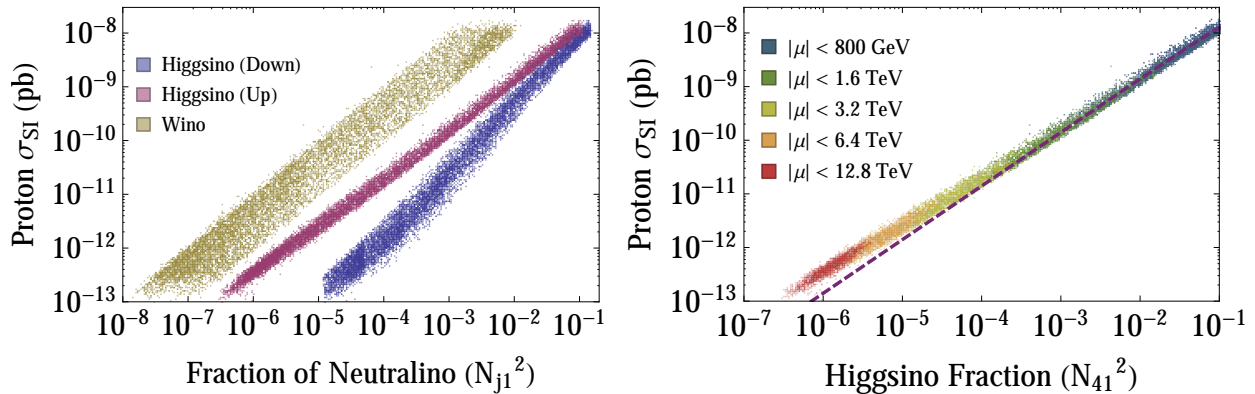 Proton σSI (pb)
10⁻⁸
10⁻⁹
10⁻¹⁰
10⁻¹¹
10⁻¹²
10⁻¹³
Higgsino (Down)
Higgsino (Up)
Wino
10⁻⁸ 10⁻⁷ 10⁻⁶ 10⁻⁵ 10⁻⁴ 10⁻³ 10⁻² 10⁻¹
Fraction of Neutralino (Nj1²)
Proton σSI (pb)
10⁻⁸
10⁻⁹
10⁻¹⁰
10⁻¹¹
10⁻¹²
10⁻¹³
|μ| < 800 GeV
|μ| < 1.6 TeV
|μ| < 3.2 TeV
|μ| < 6.4 TeV
|μ| < 12.8 TeV
10⁻⁷ 10⁻⁶ 10⁻⁵ 10⁻⁴ 10⁻³ 10⁻² 10⁻¹
Higgsino Fraction (N41²)